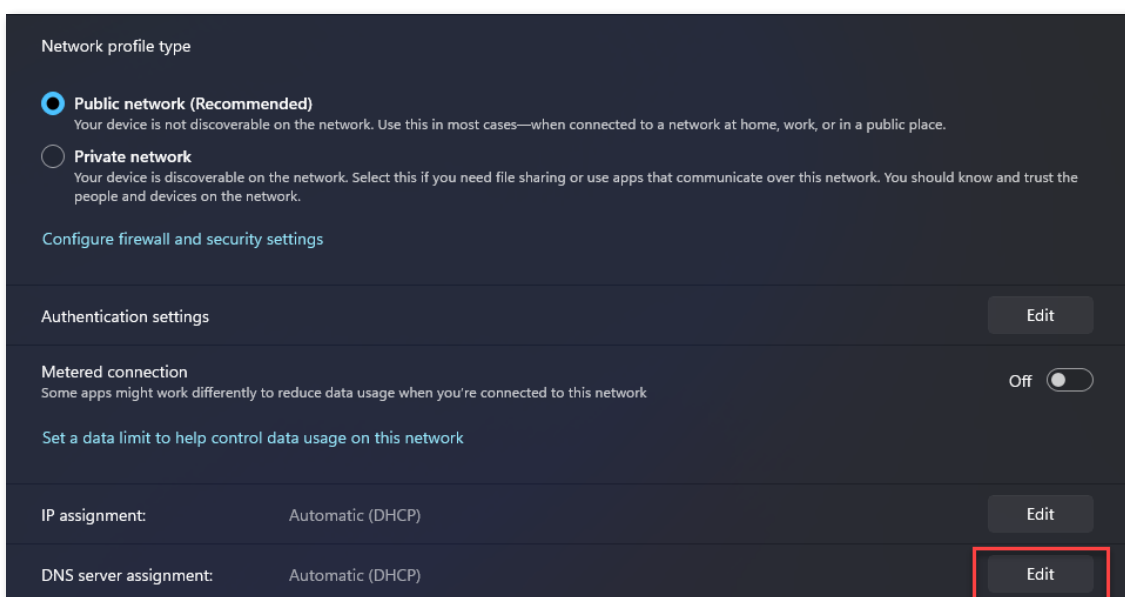 Network profile type
Public network (Recommended)
Your device is not discoverable on the network. Use this in most cases—when connected to a network at home, work, or in a public place.
Private network
Your device is discoverable on the network. Select this if you need file sharing or use apps that communicate over this network. You should know and trust the
people and devices on the network.
Configure firewall and security settings
Authentication settings
Edit
Metered connection
Some apps might work differently to reduce data usage when you're connected to this network
Off
Set a data limit to help control data usage on this network
IP assignment:
Automatic (DHCP)
Edit
DNS server assignment:
Automatic (DHCP)
Edit